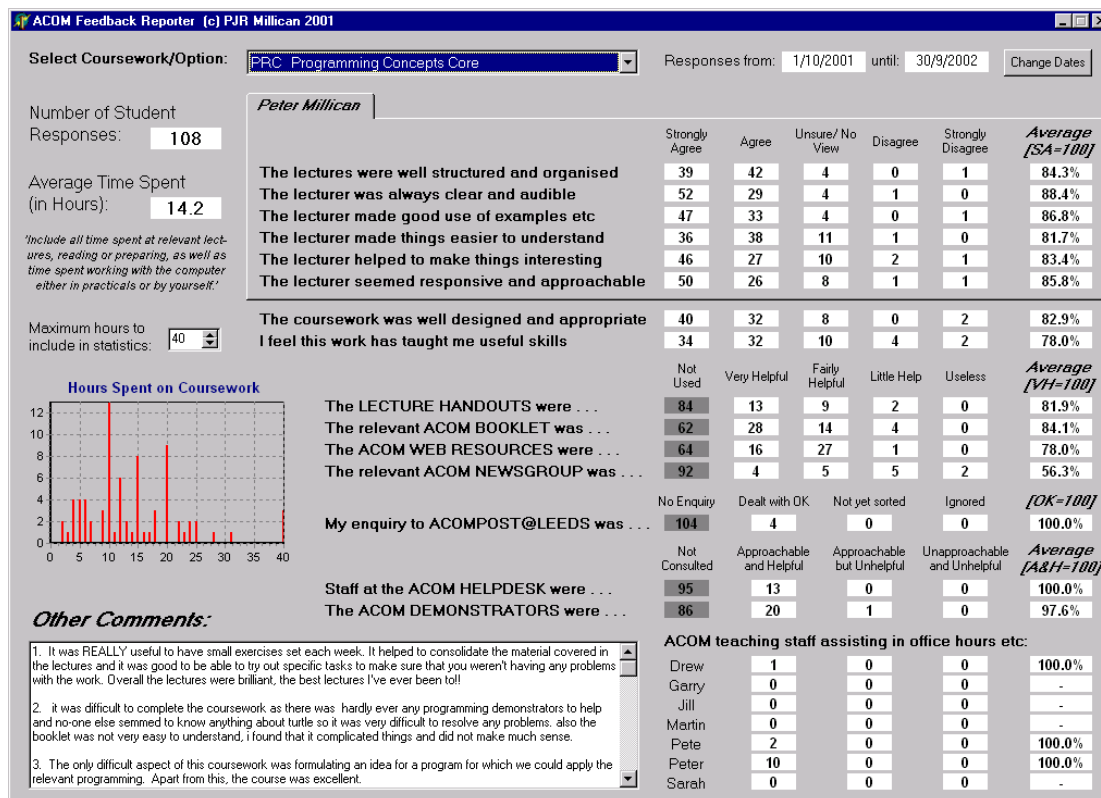 ACOM Feedback Reporter (c) PJR Millican 2001
Select Coursework/Option: PRC Programming Concepts Core Responses from: 1/10/2001 until: 30/9/2002 Change Dates
Number of Student
Responses: 108
Average Time Spent
(in Hours): 14.2
'Include all time spent at relevant lect-
ures, reading or preparing, as well as
time spent working with the computer
either in practicals or by yourself.'
Maximum hours to
include in statistics: 40
Peter Millican
Strongly Agree Agree Unsure/ No View Disagree Strongly Disagree Average [SA=100]
The lectures were well structured and organised 39 42 4 0 1 84.3%
The lecturer was always clear and audible 52 29 4 1 0 88.4%
The lecturer made good use of examples etc 47 33 4 0 1 86.8%
The lecturer made things easier to understand 36 38 11 1 0 81.7%
The lecturer helped to make things interesting 46 27 10 2 1 83.4%
The lecturer seemed responsive and approachable 50 26 8 1 1 85.8%
The coursework was well designed and appropriate 40 32 8 0 2 82.9%
I feel this work has taught me useful skills 34 32 10 4 2 78.0%
Not Used Very Helpful Fairly Helpful Little Help Useless Average [VH=100]
The LECTURE HANDOUTS were . . . 84 13 9 2 0 81.9%
The relevant ACOM BOOKLET was . . . 62 28 14 4 0 84.1%
The ACOM WEB RESOURCES were . . . 64 16 27 1 0 78.0%
The relevant ACOM NEWSGROUP was . . . 92 4 5 5 2 56.3%
No Enquiry Dealt with OK Not yet sorted Ignored [OK=100]
My enquiry to ACOMPOST@LEEDS was . . . 104 4 0 0 100.0%
Not Consulted Approachable and Helpful Approachable but Unhelpful Unapproachable and Unhelpful Average [A&H=100]
Staff at the ACOM HELPDESK were . . . 95 13 0 0 100.0%
The ACOM DEMONSTRATORS were . . . 86 20 1 0 97.6%
Hours Spent on Coursework
12
10
8
6
4
2
0
0 5 10 15 20 25 30 35 40
Other Comments:
1. It was REALLY useful to have small exercises set each week. It helped to consolidate the material covered in
the lectures and it was good to be able to try out specific tasks to make sure that you weren't having any problems
with the work. Overall the lectures were brilliant, the best lectures I've ever been to!!
2. it was difficult to complete the coursework as there was hardly ever any programming demonstrators to help
and no-one else semmed to know anything about turtle so it was very difficult to resolve any problems. also the
booklet was not very easy to understand, i found that it complicated things and did not make much sense.
3. The only difficult aspect of this coursework was formulating an idea for a program for which we could apply the
relevant programming. Apart from this, the course was excellent.
ACOM teaching staff assisting in office hours etc:
Drew 1 0 0 100.0%
Garry 0 0 0 -
Jill 0 0 0 -
Martin 0 0 0 -
Pete 2 0 0 100.0%
Peter 10 0 0 100.0%
Sarah 0 0 0 -